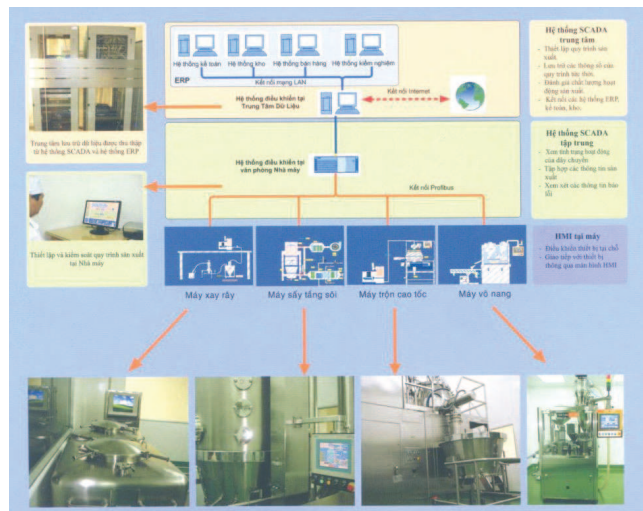 Hệ thống kế toán
Hệ thống kho
Hệ thống bán hàng
Hệ thống kiểm nghiệm
ERP
Kết nối mạng LAN
Hệ thống điều khiển tại
Trung Tâm Dữ Liệu
Kết nối Internet
Hệ thống SCADA
trung tâm
- Thiết lập quy trình sản
xuất.
- Lưu trữ các thông số của
quy trình tức thời.
- Đánh giá chất lượng hoạt
động sản xuất.
- Kết nối các hệ thống ERP,
kế toán, kho.
Trung tâm lưu trữ dữ liệu được thu thập
từ hệ thống SCADA và hệ thống ERP
Hệ thống điều khiển tại
văn phòng Nhà máy
Hệ thống SCADA
tập trung
- Xem tình trạng hoạt động
của dây chuyền
- Tập hợp các thông tin sản
xuất
- Xem xét các thông tin báo
lỗi
Kết nối Profibus
Thiết lập và kiểm soát quy trình sản xuất
tại Nhà máy
HMI tại máy
- Điều khiển thiết bị tại chỗ
- Giao tiếp với thiết bị
thông qua màn hình HMI
Máy xay rây
Máy sấy tầng sôi
Máy trộn cao tốc
Máy vô nang